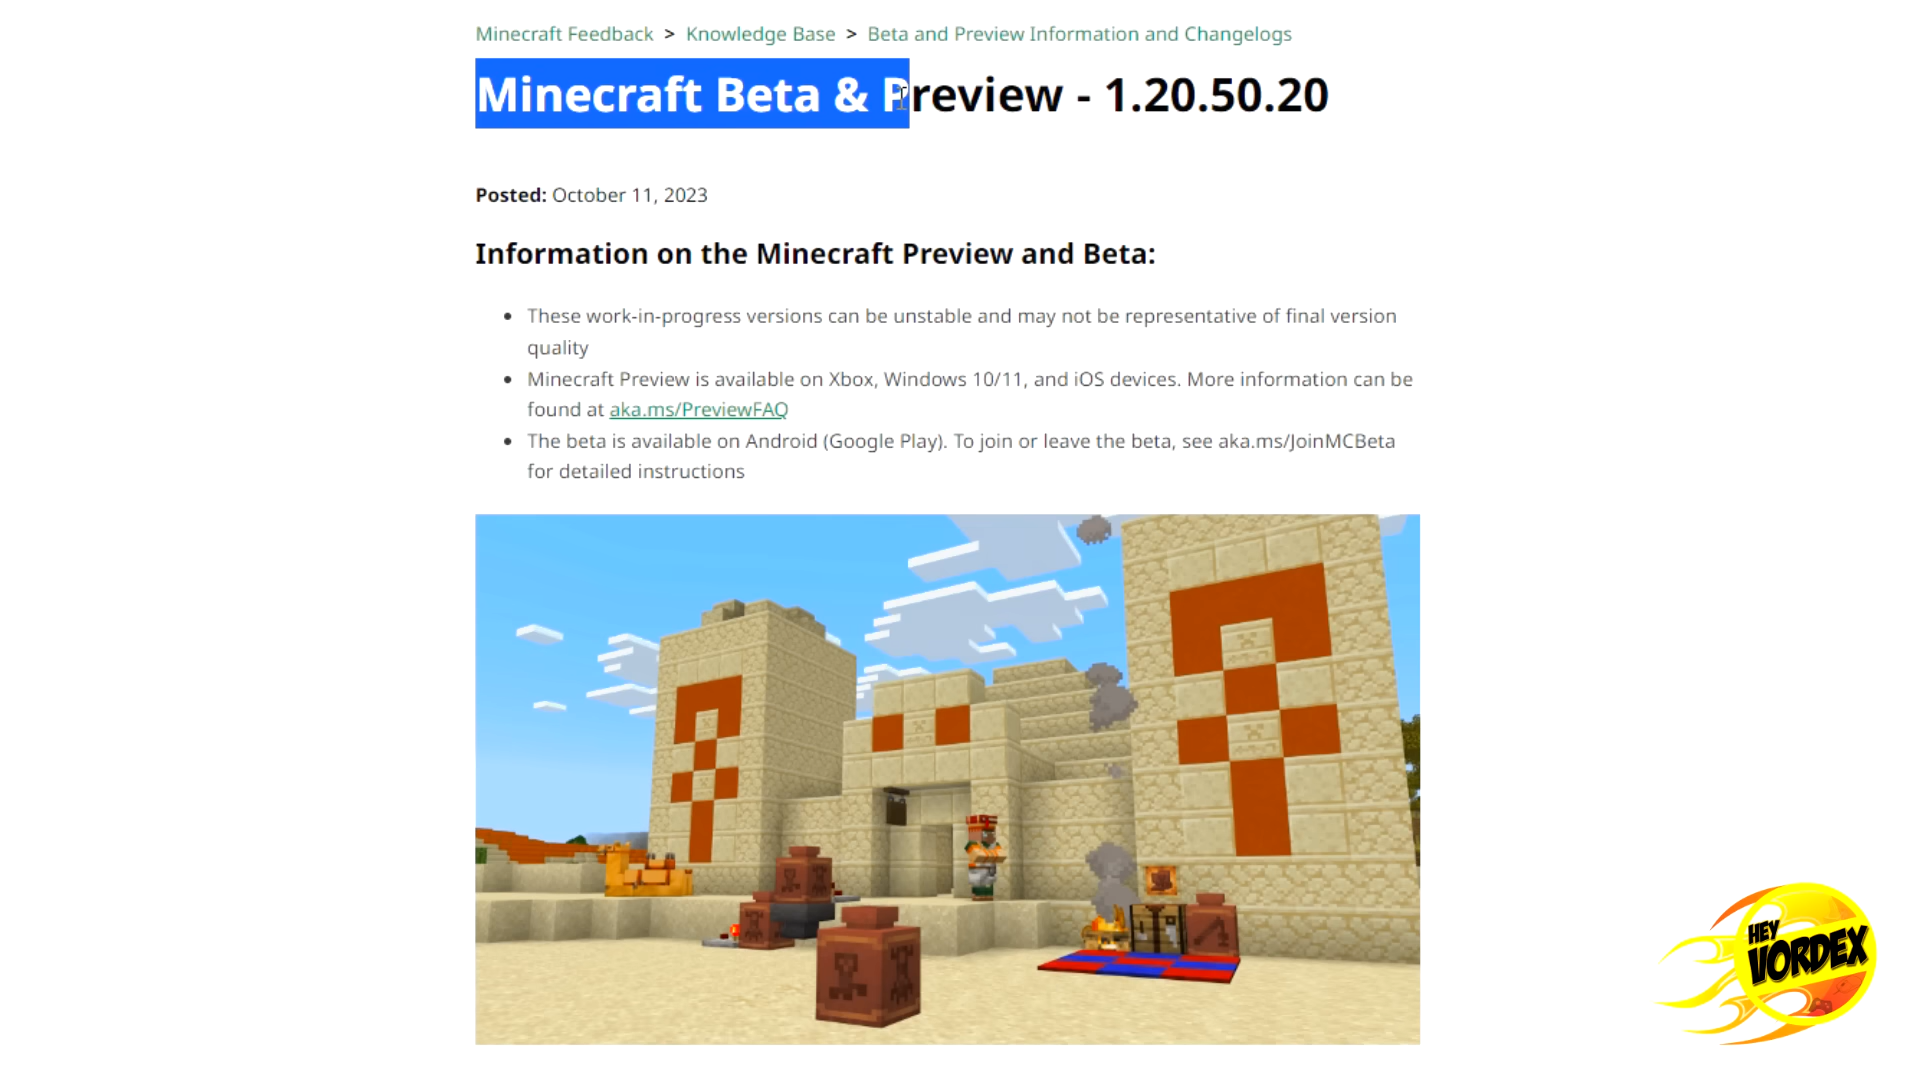 Minecraft Feedback > Knowledge Base > Beta and Preview Information and Changelogs
Minecraft Beta & Preview - 1.20.50.20
Posted: October 11, 2023
Information on the Minecraft Preview and Beta:
• These work-in-progress versions can be unstable and may not be representative of final version
quality
• Minecraft Preview is available on Xbox, Windows 10/11, and iOS devices. More information can be
found at aka.ms/PreviewFAQ
• The beta is available on Android (Google Play). To join or leave the beta, see aka.ms/JoinMCBeta
for detailed instructions
HEY
VORDEX